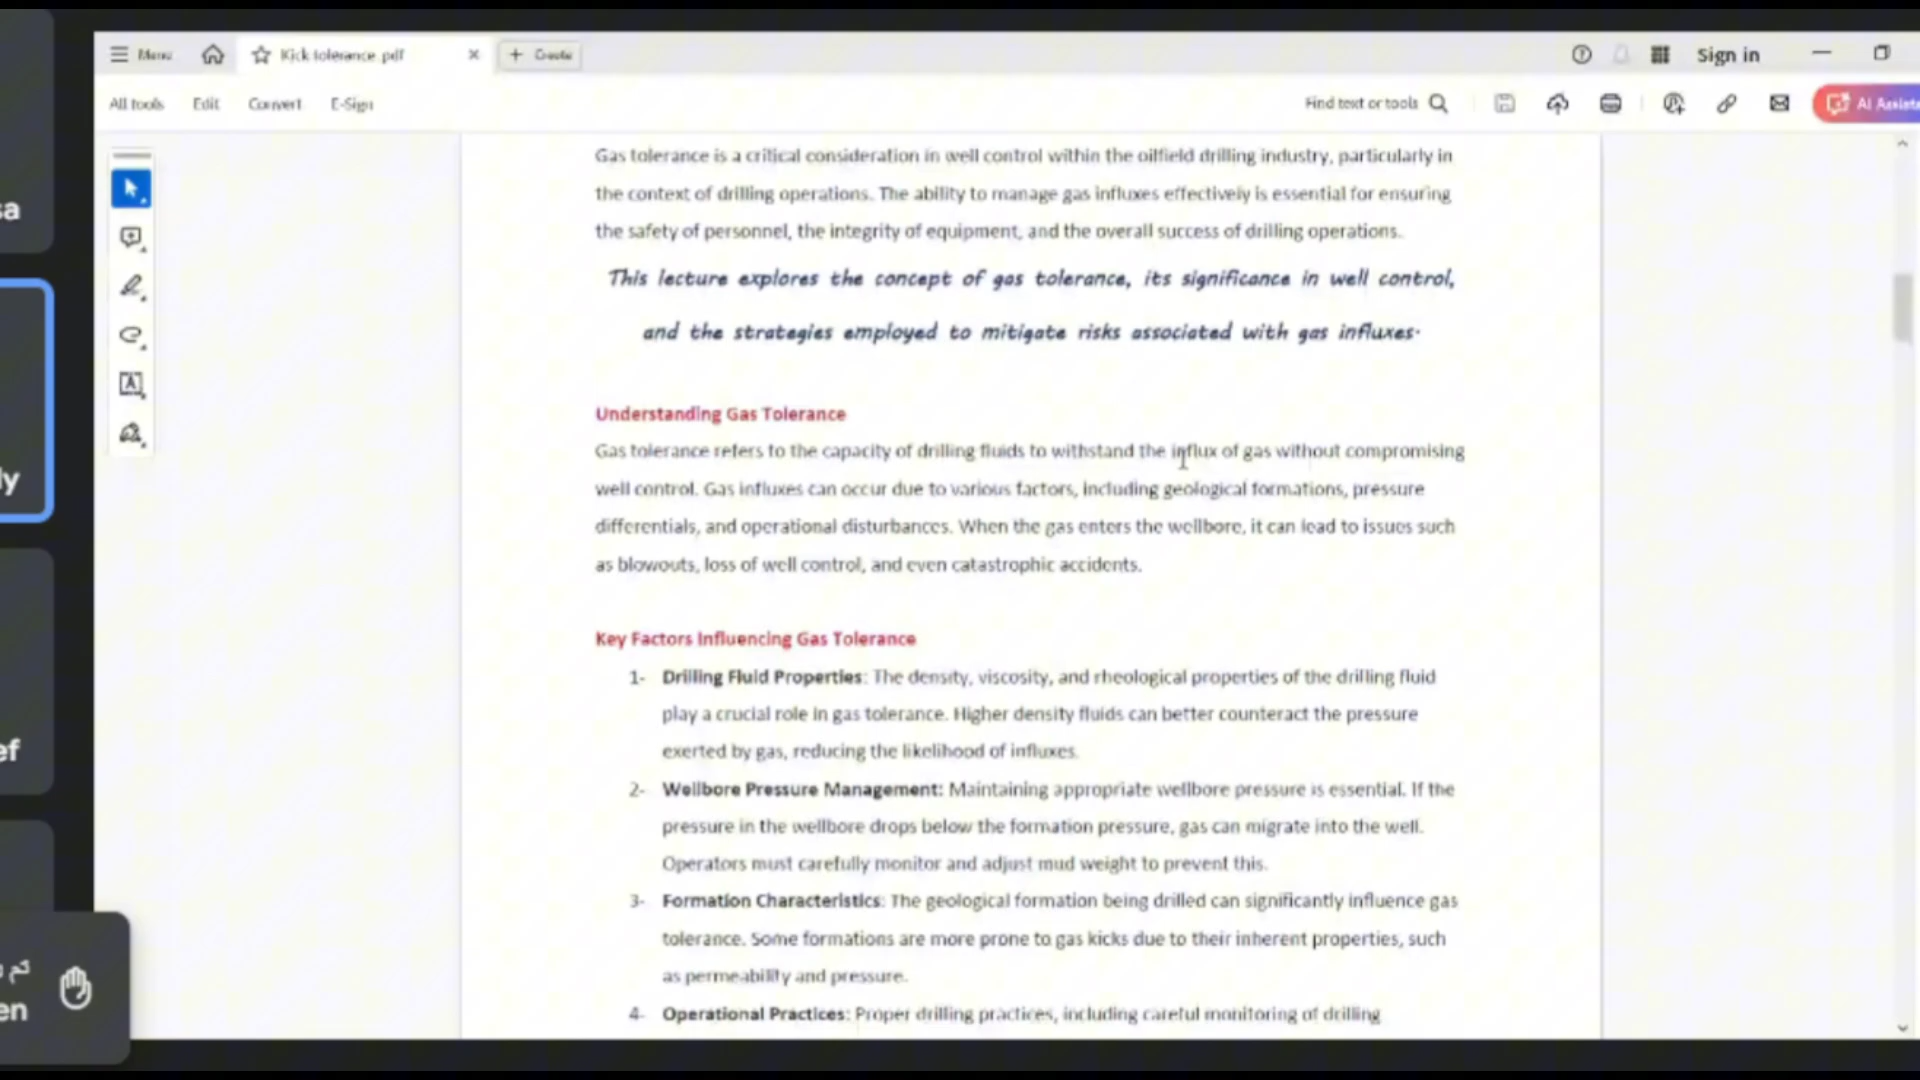 sa
Menu
Kick tolerance.pdf
Create
Sign in
All tools
Edit
Convert
E-Sign
Find text or tools
AI Assista
Gas tolerance is a critical consideration in well control within the oilfield drilling industry, particularly in
the context of drilling operations. The ability to manage gas influxes effectively is essential for ensuring
the safety of personnel, the integrity of equipment, and the overall success of drilling operations.
This lecture explores the concept of gas tolerance, its significance in well control,
and the strategies employed to mitigate risks associated with gas influxes.
Understanding Gas Tolerance
Gas tolerance refers to the capacity of drilling fluids to withstand the influx of gas without compromising
well control. Gas influxes can occur due to various factors, including geological formations, pressure
differentials, and operational disturbances. When the gas enters the wellbore, it can lead to issues such
as blowouts, loss of well control, and even catastrophic accidents.
Key Factors Influencing Gas Tolerance
1- Drilling Fluid Properties: The density, viscosity, and rheological properties of the drilling fluid
play a crucial role in gas tolerance. Higher density fluids can better counteract the pressure
exerted by gas, reducing the likelihood of influxes.
2- Wellbore Pressure Management: Maintaining appropriate wellbore pressure is essential. If the
pressure in the wellbore drops below the formation pressure, gas can migrate into the well.
Operators must carefully monitor and adjust mud weight to prevent this.
3- Formation Characteristics: The geological formation being drilled can significantly influence gas
tolerance. Some formations are more prone to gas kicks due to their inherent properties, such
as permeability and pressure.
4- Operational Practices: Proper drilling practices, including careful monitoring of drilling
ly
ef
en